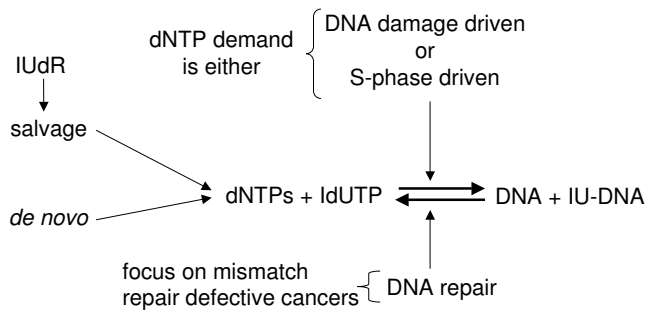 dNTP demand
is either
DNA damage driven
or
S-phase driven
IUdR
salvage
de novo
dNTPs + IdUTP
DNA + IU-DNA
focus on mismatch
repair defective cancers
DNA repair